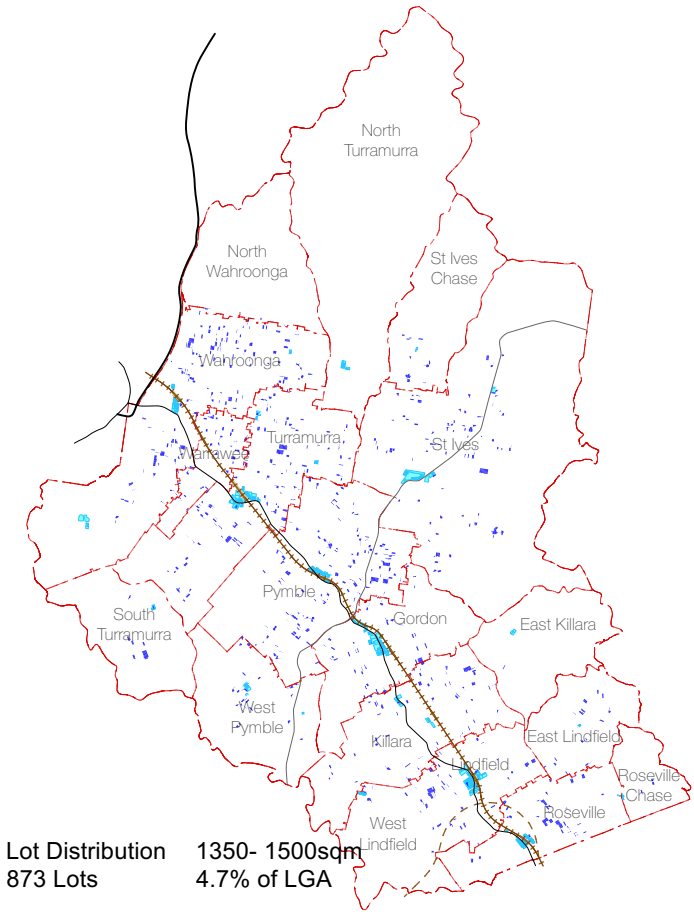 North
Turramurra
North
Wahroonga
St Ives
Chase
Wahroonga
Turramurra
St Ives
Warrawee
Pymble
Gordon
South
Turramurra
East Killara
West
Pymble
Killara
East Lindfield
Lindfield
Roseville
Chase
Roseville
West
Lindfield
Lot Distribution 1350- 1500sqm
873 Lots 4.7% of LGA